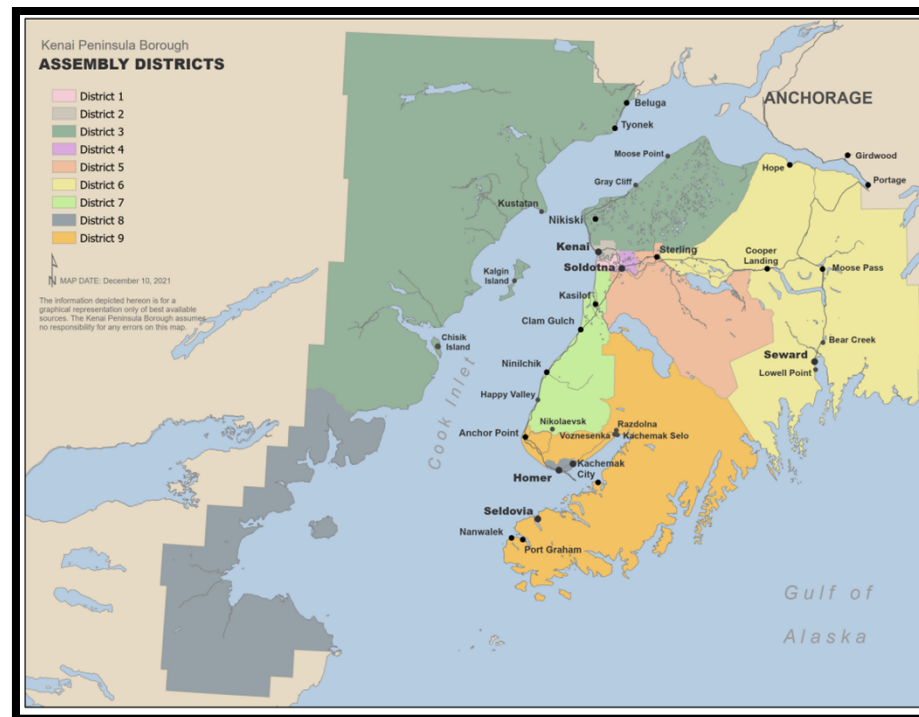 Kenai Peninsula Borough
ASSEMBLY DISTRICTS
District 1
District 2
District 3
District 4
District 5
District 6
District 7
District 8
District 9
N MAP DATE: December 10, 2021
The information depicted hereon is for a
graphical representation only of best available
sources. The Kenai Peninsula Borough assumes
no responsibility for any errors on this map.
ANCHORAGE
Beluga
Tyonek
Moose Point
Girdwood
Hope
Portage
Gray Cliff
Kustatan
Nikiski
Kenai
Sterling
Cooper
Landing
Soldotna
Moose Pass
Kalgin
Island
Kasilof
Clam Gulch
Chisik
Island
Bear Creek
Seward
Lowell Point
Ninilchik
Cook Inlet
Happy Valley
Nikolaevsk
Razdolna
Anchor Point
Voznesenka
Kachemak Selo
Kachemak
City
Homer
Seldovia
Nanwalek
Port Graham
Gulf of
Alaska